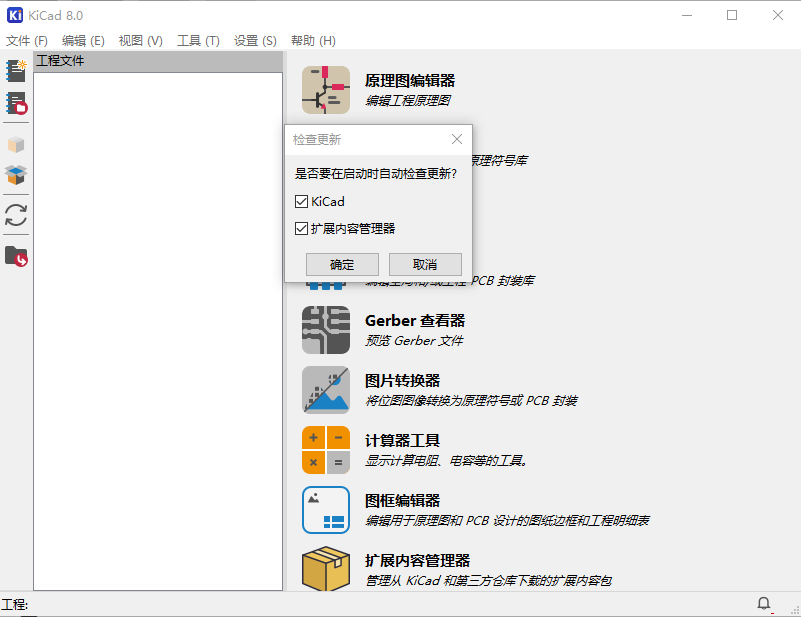 KiCad 8.0
文件 (F) 编辑 (E) 视图 (V) 工具 (T) 设置 (S) 帮助 (H)
工程文件
原理图编辑器
编辑工程原理图
检查更新
是否要在启动时自动检查更新?
KiCad
扩展内容管理器
确定 取消
原理符号库
PCB 封装库
Gerber 查看器
预览 Gerber 文件
图片转换器
将位图图像转换为原理符号或 PCB 封装
计算器工具
显示计算电阻、电容等的工具。
图框编辑器
编辑用于原理图和 PCB 设计的图纸边框和工程明细表
扩展内容管理器
管理从 KiCad 和第三方仓库下载的扩展内容包
工程: